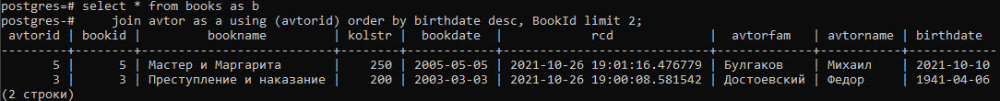 postgres=# select * from books as b
postgres-#     join avtor as a using (avtorid) order by birthdate desc, BookId limit 2;
 avtorid | bookid |        bookname        | kolstr |  bookdate  |            rcd             |  avtorfam   | avtorname | birthdate
---------+--------+------------------------+--------+------------+----------------------------+-------------+-----------+------------
       5 |      5 | Мастер и Маргарита     |    250 | 2005-05-05 | 2021-10-26 19:01:16.476779 | Булгаков    | Михаил    | 2021-10-10
       3 |      3 | Преступление и наказание |    200 | 2003-03-03 | 2021-10-26 19:00:08.581542 | Достоевский | Федор     | 1941-04-06
(2 строки)